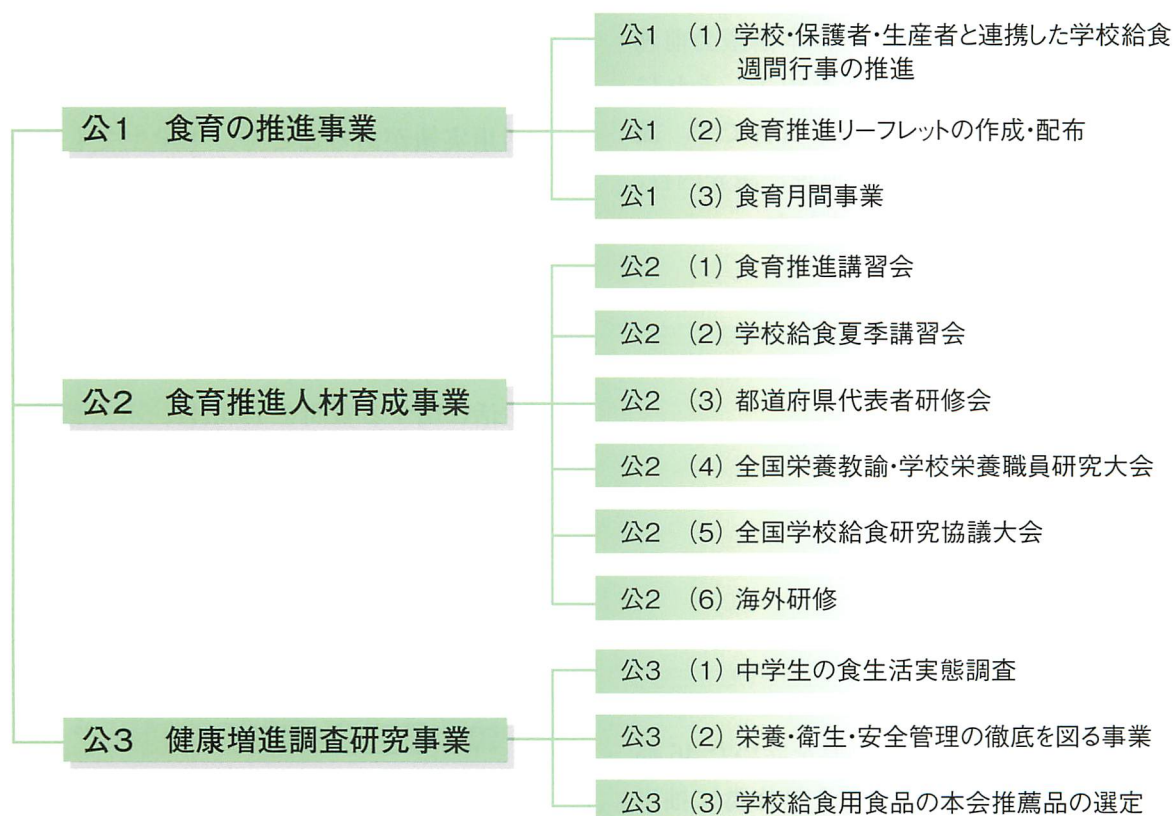 公1 食育の推進事業
公1 (1) 学校・保護者・生産者と連携した学校給食
週間行事の推進
公1 (2) 食育推進リーフレットの作成・配布
公1 (3) 食育月間事業
公2 食育推進人材育成事業
公2 (1) 食育推進講習会
公2 (2) 学校給食夏季講習会
公2 (3) 都道府県代表者研修会
公2 (4) 全国栄養教諭・学校栄養職員研究大会
公2 (5) 全国学校給食研究協議大会
公2 (6) 海外研修
公3 健康増進調査研究事業
公3 (1) 中学生の食生活実態調査
公3 (2) 栄養・衛生・安全管理の徹底を図る事業
公3 (3) 学校給食用食品の本会推薦品の選定